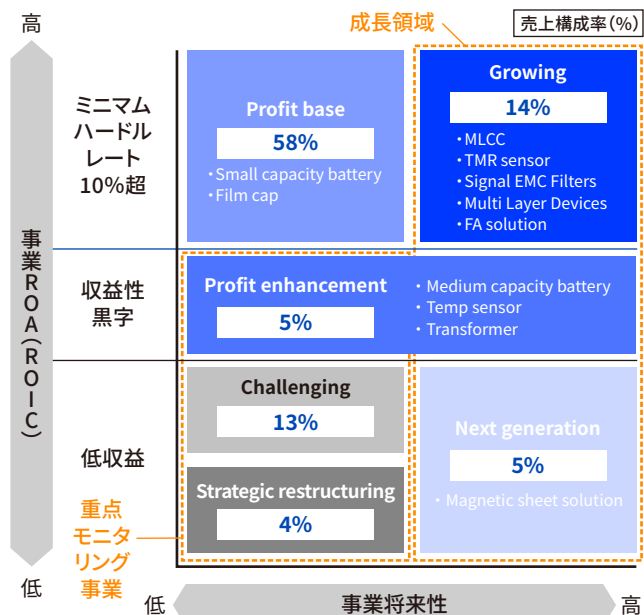 高
成長領域
売上構成率(%)
ミニマム
ハードル
レート
10%超
Profit base
58%
・Small capacity battery
・Film cap
Growing
14%
・MLCC
・TMR sensor
・Signal EMC Filters
・Multi Layer Devices
・FA solution
事業ROA(ROIC)
収益性
黒字
Profit enhancement
5%
・Medium capacity battery
・Temp sensor
・Transformer
低収益
Challenging
13%
Strategic restructuring
4%
Next generation
5%
・Magnetic sheet solution
重点
モニタ
リング
事業
低
低
事業将来性
高